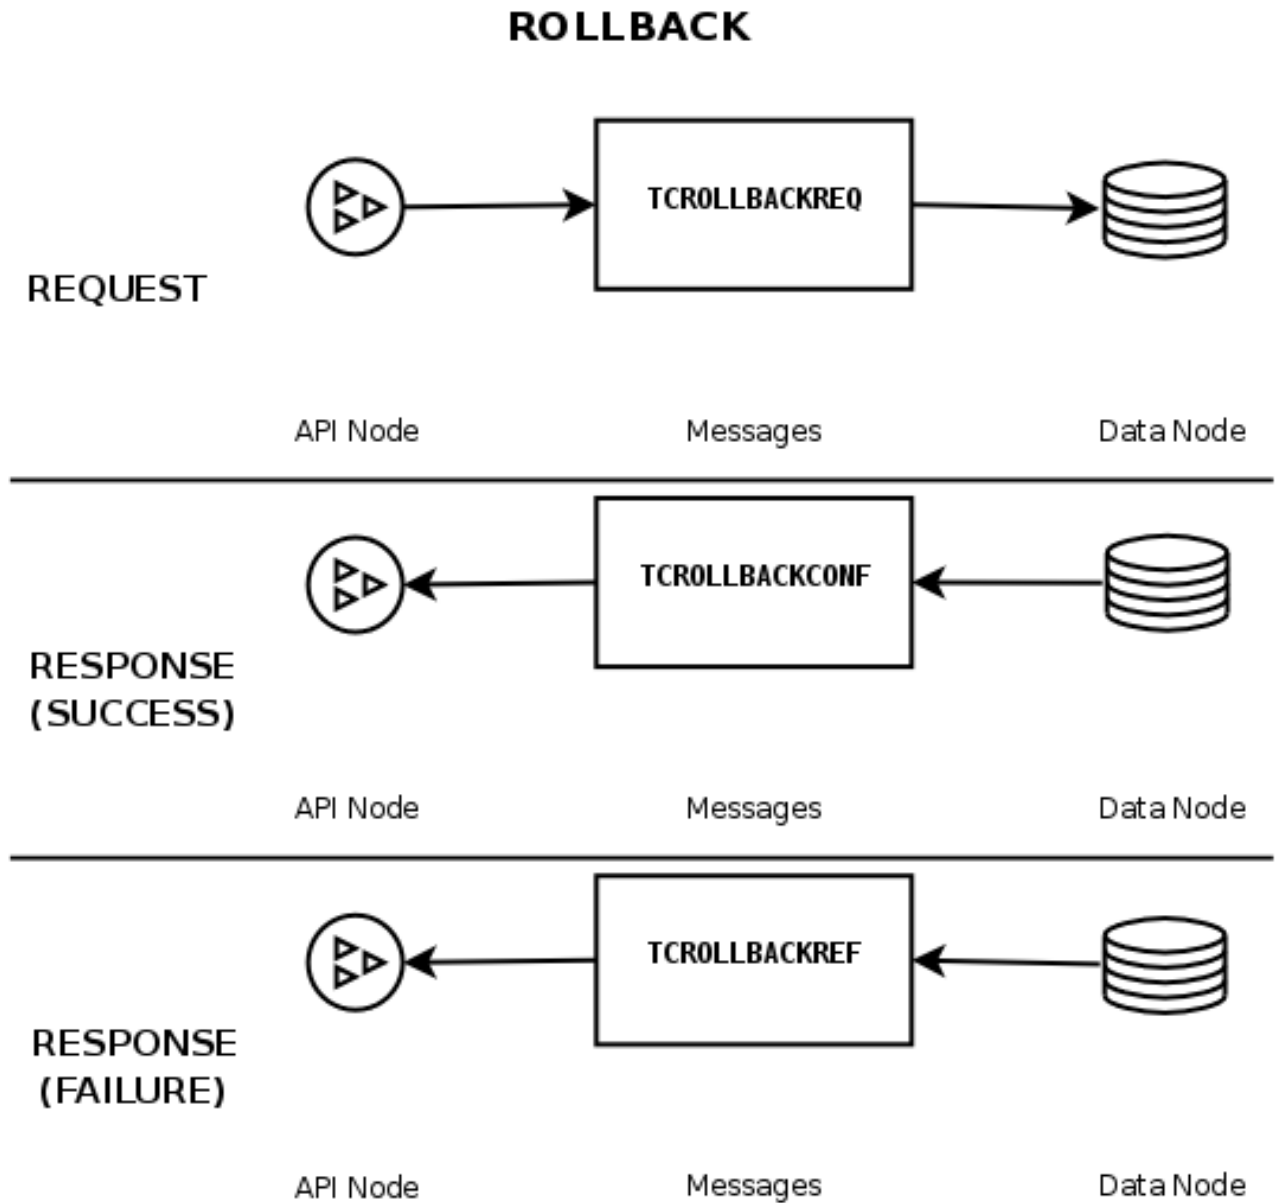 ROLLBACK
TCROLLBACKREQ
REQUEST
API Node
Messages
Data Node
TCROLLBACKCONF
RESPONSE
(SUCCESS)
API Node
Messages
Data Node
TCROLLBACKREF
RESPONSE
(FAILURE)
API Node
Messages
Data Node